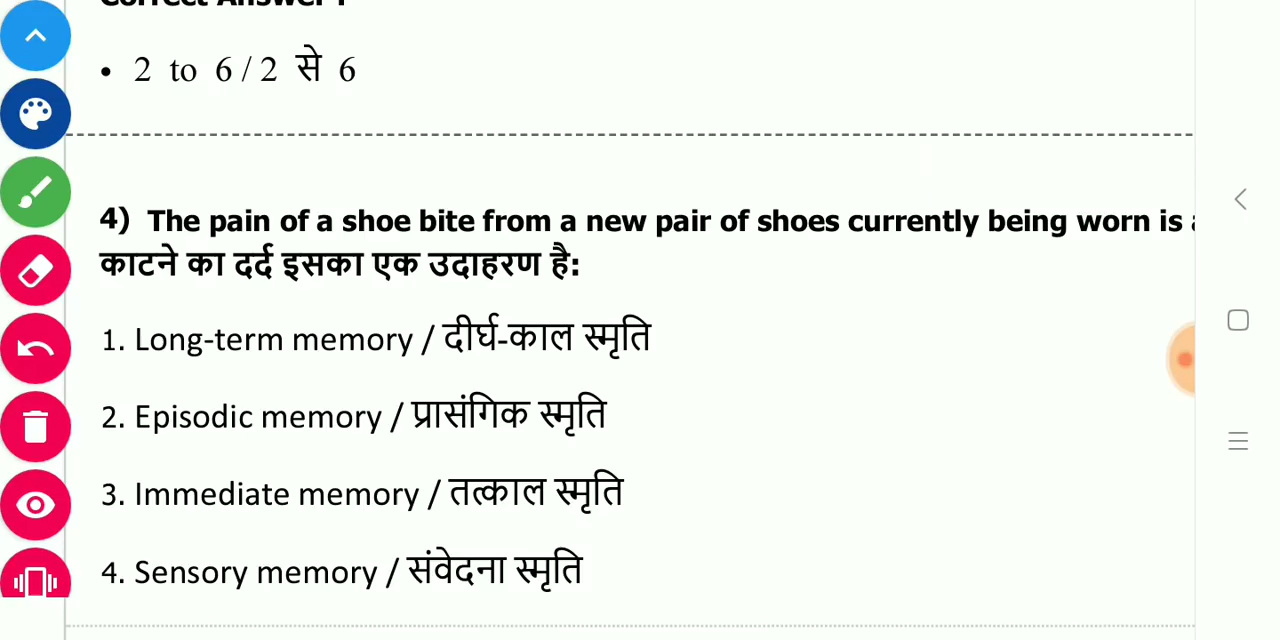 Correct Answer :
• 2 to 6 / 2 से 6
4) The pain of a shoe bite from a new pair of shoes currently being worn is
काटने का दर्द इसका एक उदाहरण है:
1. Long-term memory / दीर्घ-काल स्मृति
2. Episodic memory / प्रासंगिक स्मृति
3. Immediate memory / तत्काल स्मृति
4. Sensory memory / संवेदना स्मृति